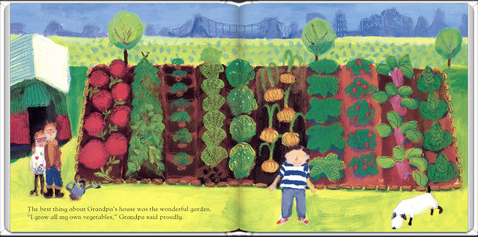 The best thing about Grandpa's house was the wonderful garden.
"I grow all my own vegetables," Grandpa said proudly.